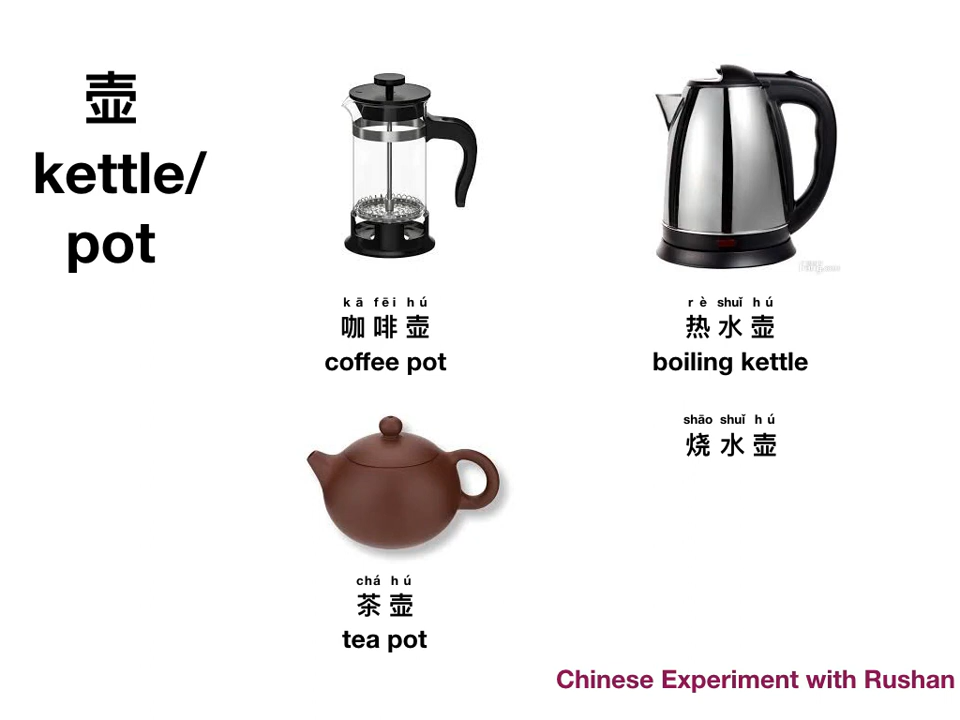 壶
kettle/
pot
kā fēi hú
咖 啡 壶
coffee pot
rè shuǐ hú
热 水 壶
boiling kettle
shāo shuǐ hú
烧 水 壶
chá hú
茶 壶
tea pot
Chinese Experiment with Rushan